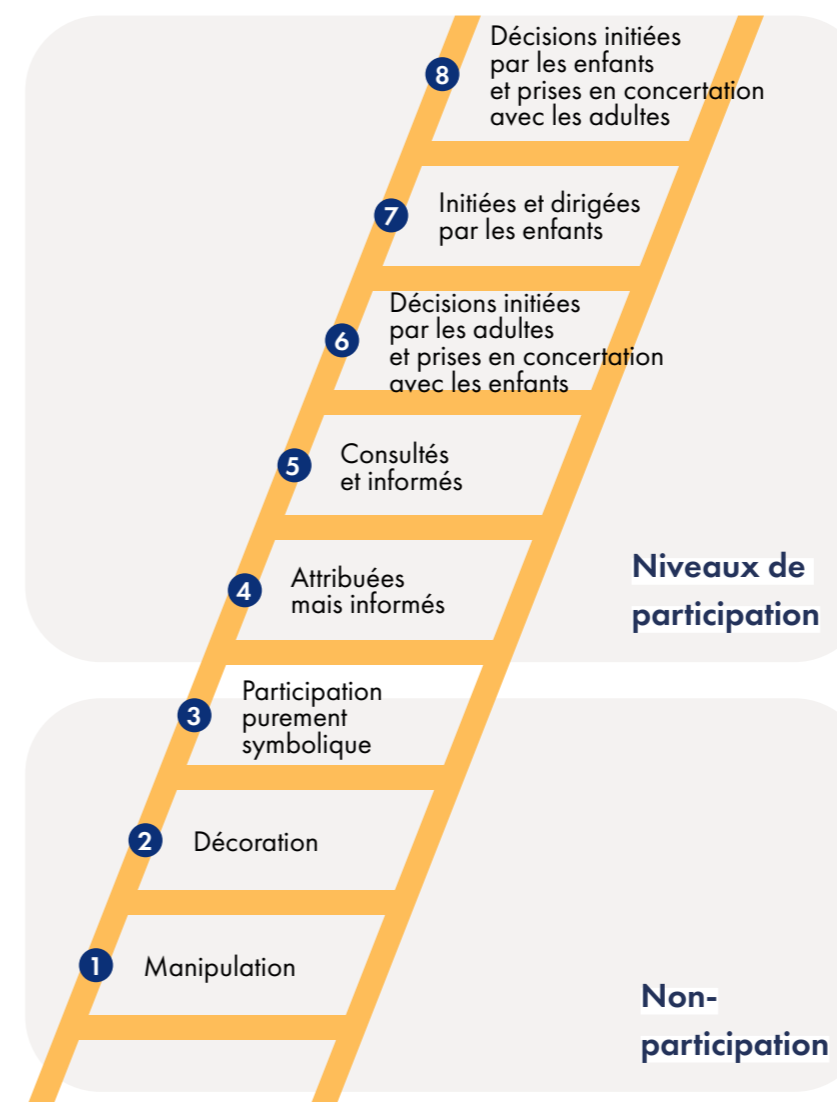 8
Décisions initiées
par les enfants
et prises en concertation
avec les adultes
7
Initiées et dirigées
par les enfants
6
Décisions initiées
par les adultes
et prises en concertation
avec les enfants
5
Consultés
et informés
4
Attribuées
mais informés
Niveaux de
participation
3
Participation
purement
symbolique
2
Décoration
1
Manipulation
Non-
participation